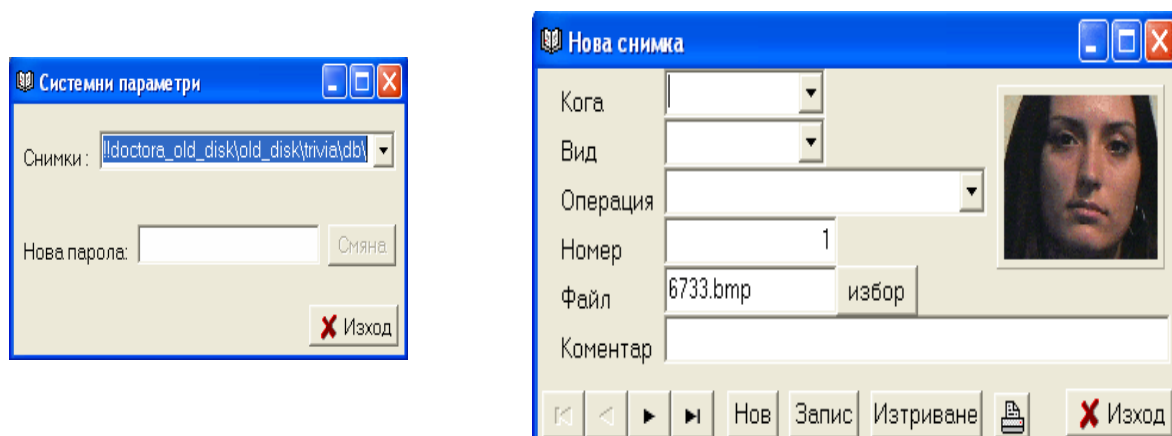 Системни параметри
Снимки :
!!doctora_old_disk\old_disk\trivia\db\
Нова парола:
Смяна
Изход
Нова снимка
Кога
Вид
Операция
Номер
1
Файл
6733.bmp
избор
Коментар
Нов
Запис
Изтриване
Изход